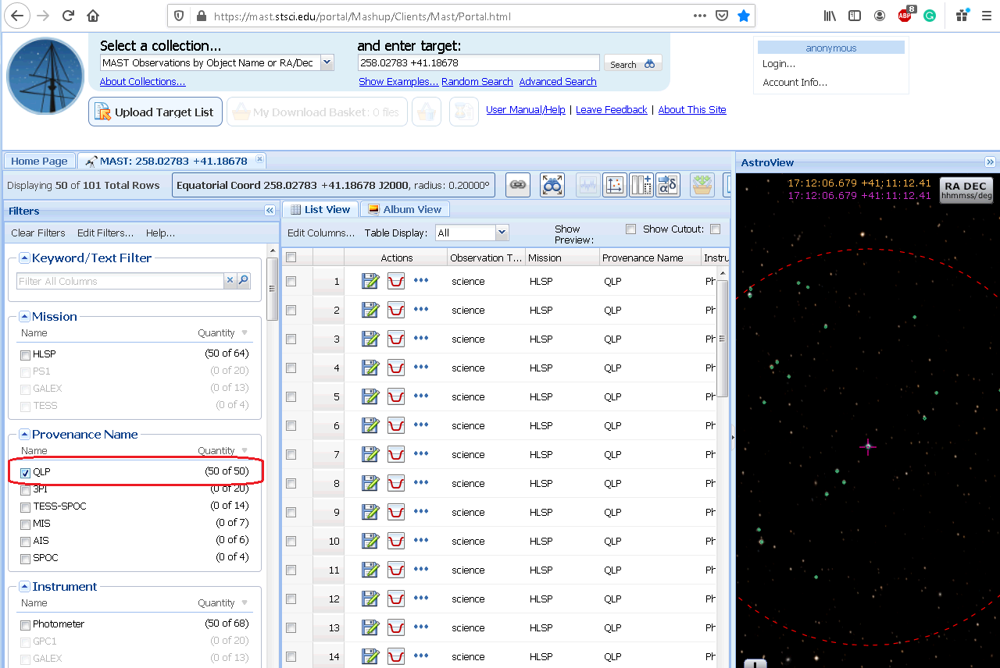 https://mast.stsci.edu/portal/Mashup/Clients/Mast/Portal.html
ABP 8
Select a collection... and enter target:
MAST Observations by Object Name or RA/Dec 258.02783 +41.18678 Search
About Collections... Show Examples... Random Search Advanced Search
anonymous
Login...
Account Info...
Upload Target List My Download Basket: 0 files User Manual/Help | Leave Feedback | About This Site
Home Page MAST: 258.02783 +41.18678
Displaying 50 of 101 Total Rows Equatorial Coord 258.02783 +41.18678 J2000, radius: 0.20000°
Filters
Clear Filters Edit Filters... Help...
Keyword/Text Filter
Filter All Columns
Mission
Name Quantity
HLSP (50 of 64)
PS1 (0 of 20)
GALEX (0 of 13)
TESS (0 of 4)
Provenance Name
Name Quantity
QLP (50 of 50)
3PI (0 of 20)
TESS-SPOC (0 of 14)
MIS (0 of 7)
AIS (0 of 6)
SPOC (0 of 4)
Instrument
Name Quantity
Photometer (50 of 68)
GPC1 (0 of 20)
GALEX (0 of 13)
List View Album View
Edit Columns... Table Display: All Show Preview: Show Cutout:
Actions Observation T... Mission Provenance Name Instru
1 science HLSP QLP Ph
2 science HLSP QLP Ph
3 science HLSP QLP Ph
4 science HLSP QLP Ph
5 science HLSP QLP Ph
6 science HLSP QLP Ph
7 science HLSP QLP Ph
8 science HLSP QLP Ph
9 science HLSP QLP Ph
10 science HLSP QLP Ph
11 science HLSP QLP Ph
12 science HLSP QLP Ph
13 science HLSP QLP Ph
14 science HLSP QLP Ph
AstroView
17:12:06.679 +41:11:12.41
17:12:06.679 +41:11:12.41
RA DEC
hhmmss/deg